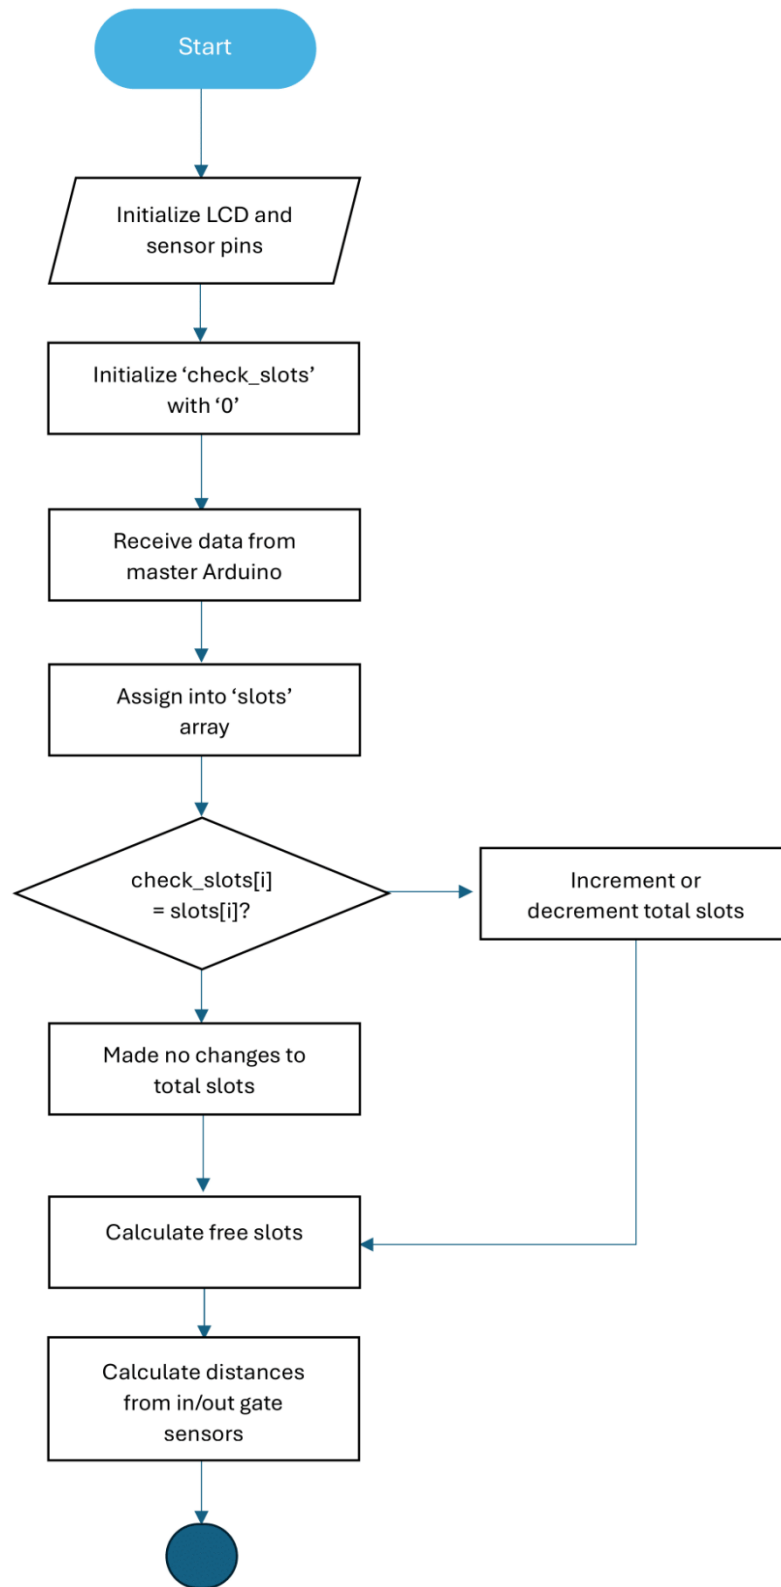 Start
Initialize LCD and
sensor pins
Initialize ‘check_slots’
with ‘0’
Receive data from
master Arduino
Assign into ‘slots’
array
check_slots[i]
= slots[i]?
Increment or
decrement total slots
Made no changes to
total slots
Calculate free slots
Calculate distances
from in/out gate
sensors